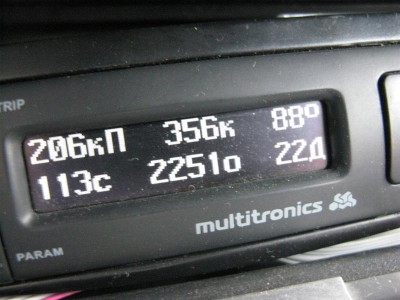 TRIP
206кП 356к 88°
113с 2251о 22д
multitronics
PARAM